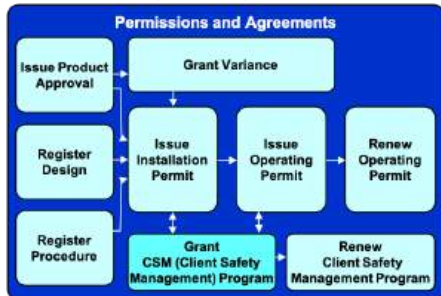 Permissions and Agreements
Issue Product
Approval
Grant Variance
Register
Design
Issue
Installation
Permit
Issue
Operating
Permit
Renew
Operating
Permit
Register
Procedure
Grant
CSM (Client Safety
Management) Program
Renew
Client Safety
Management Program